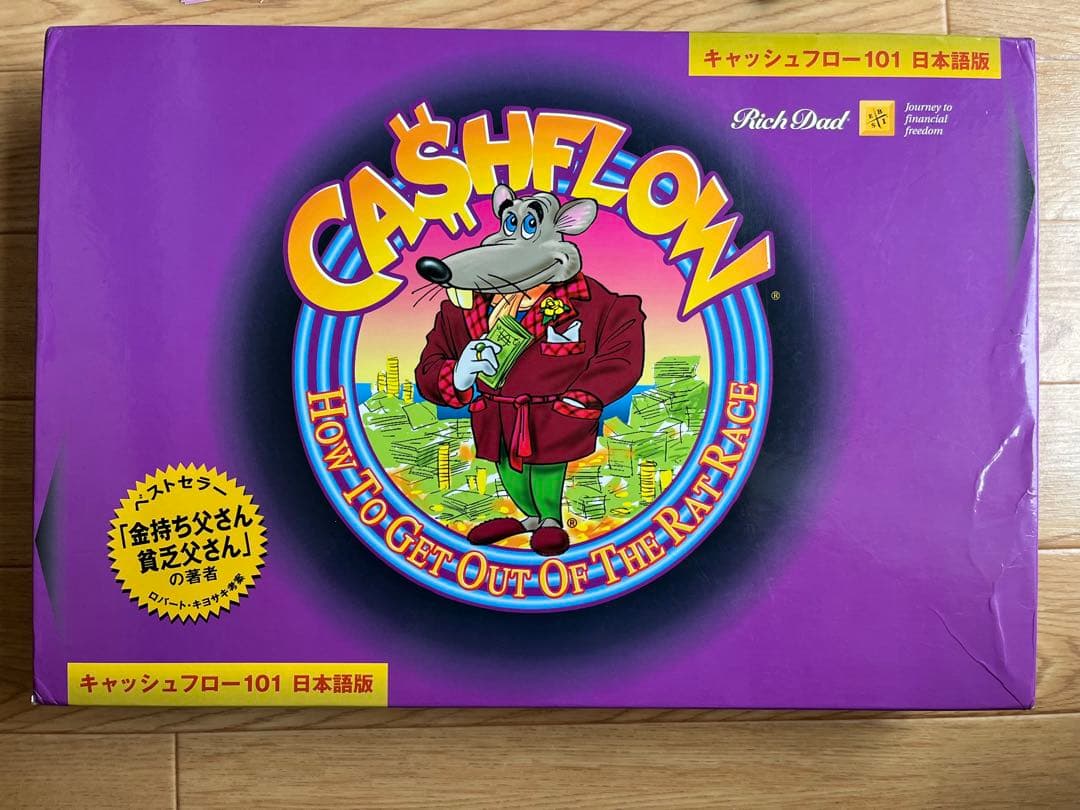 キャッシュフロー101 日本語版
Rich Dad
E B
S I
Journey to
financial
freedom
CA$HFLOW
®
HOW TO GET OUT OF THE RAT RACE
®
ベストセラー
「金持ち父さん
貧乏父さん」
の著者
ロバート・キヨサキ考案
キャッシュフロー101 日本語版